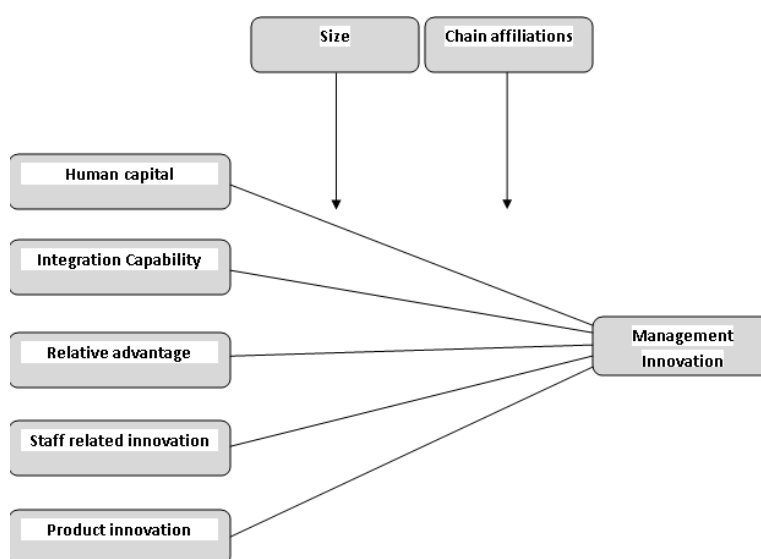 Size
Chain affiliations
Human capital
Integration Capability
Relative advantage
Staff related innovation
Product innovation
Management
Innovation